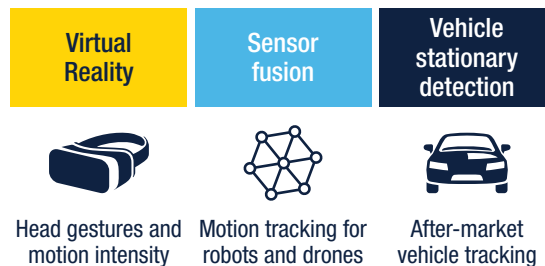 Virtual
Reality
Sensor
fusion
Vehicle
stationary
detection
Head gestures and
motion intensity
Motion tracking for
robots and drones
After-market
vehicle tracking